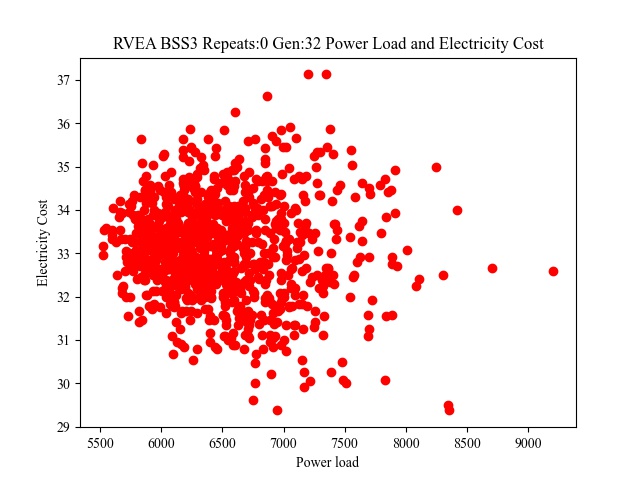 RVEA BSS3 Repeats:0 Gen:32 Power Load and Electricity Cost
37
36
35
34
33
32
31
30
29
Electricity Cost
5500 6000 6500 7000 7500 8000 8500 9000
Power load